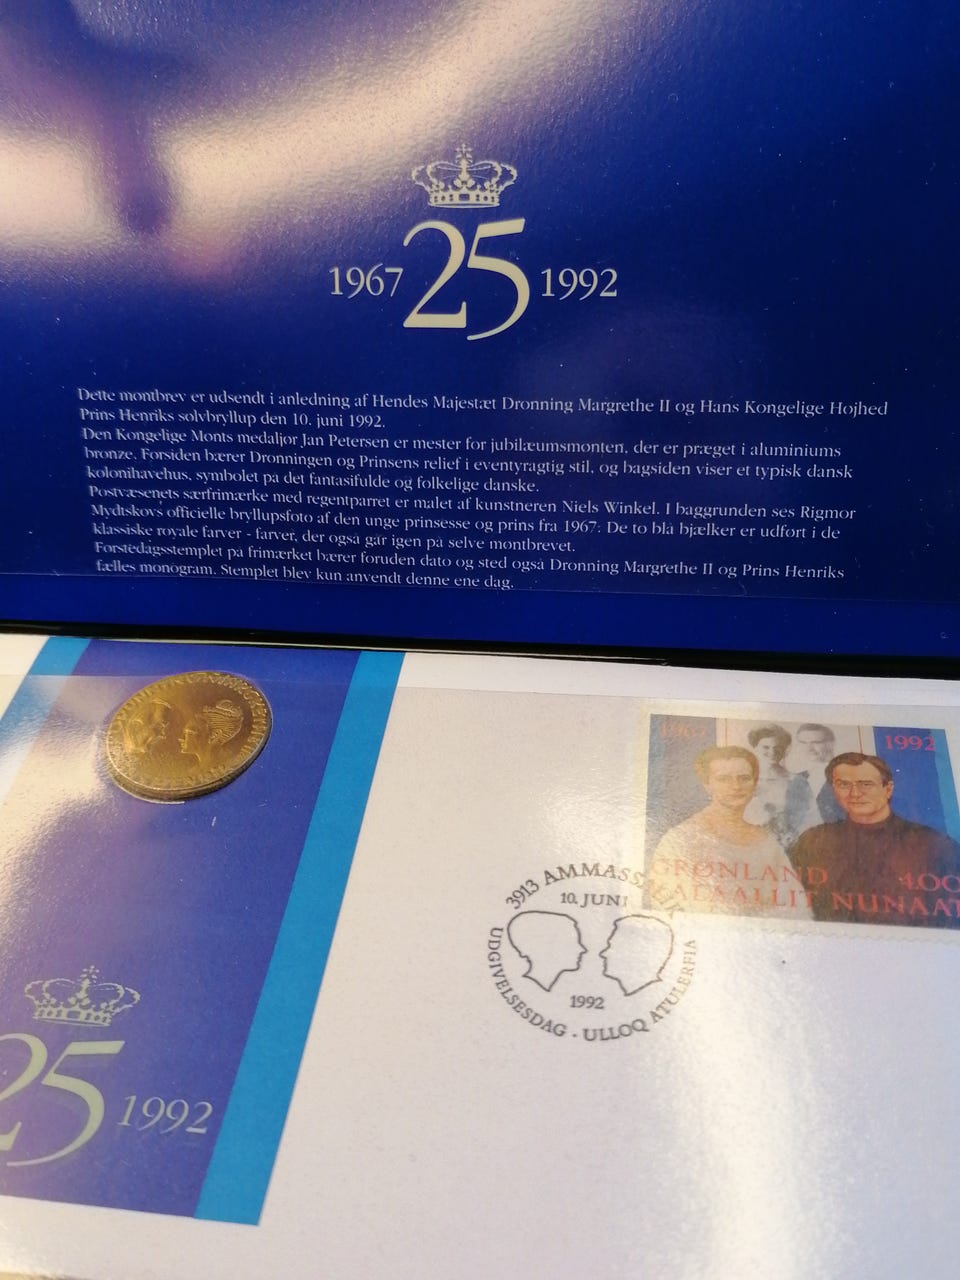 1967 25 1992
Dette møntbrev er udsendt i anledning af Hendes Majestæt Dronning Margrethe II og Hans Kongelige Højhed
Prins Henriks sølvbryllup den 10. juni 1992.
Den Kongelige Mønts medaljør Jan Petersen er mester for jubilæumsmønten, der er præget i aluminiums
bronze. Forsiden bærer Dronningen og Prinsens relief i eventyragtig stil, og bagsiden viser et typisk dansk
kolonihavehus, symbolet på det fantasifulde og folkelige danske.
Postvæsenets særfrimærke med regentparret er malet af kunstneren Niels Winkel. I baggrunden ses Rigmor
Mydtskovs officielle bryllupsfoto af den unge prinsesse og prins fra 1967. De to blå bjælker er udført i de
klassiske royale farver - farver, der også går igen på selve møntbrevet.
Førstedagsstemplet på frimærket bærer foruden dato og sted også Dronning Margrethe II og Prins Henriks
fælles monogram. Stemplet blev kun anvendt denne ene dag.
1967 1992
GRØNLAND 4.00
KALAALLIT NUNAAT
3913 AMMASSALIK
10. JUNI
1992
UDGIVELSESDAG · ULLOQ ATULERFIA
25 1992